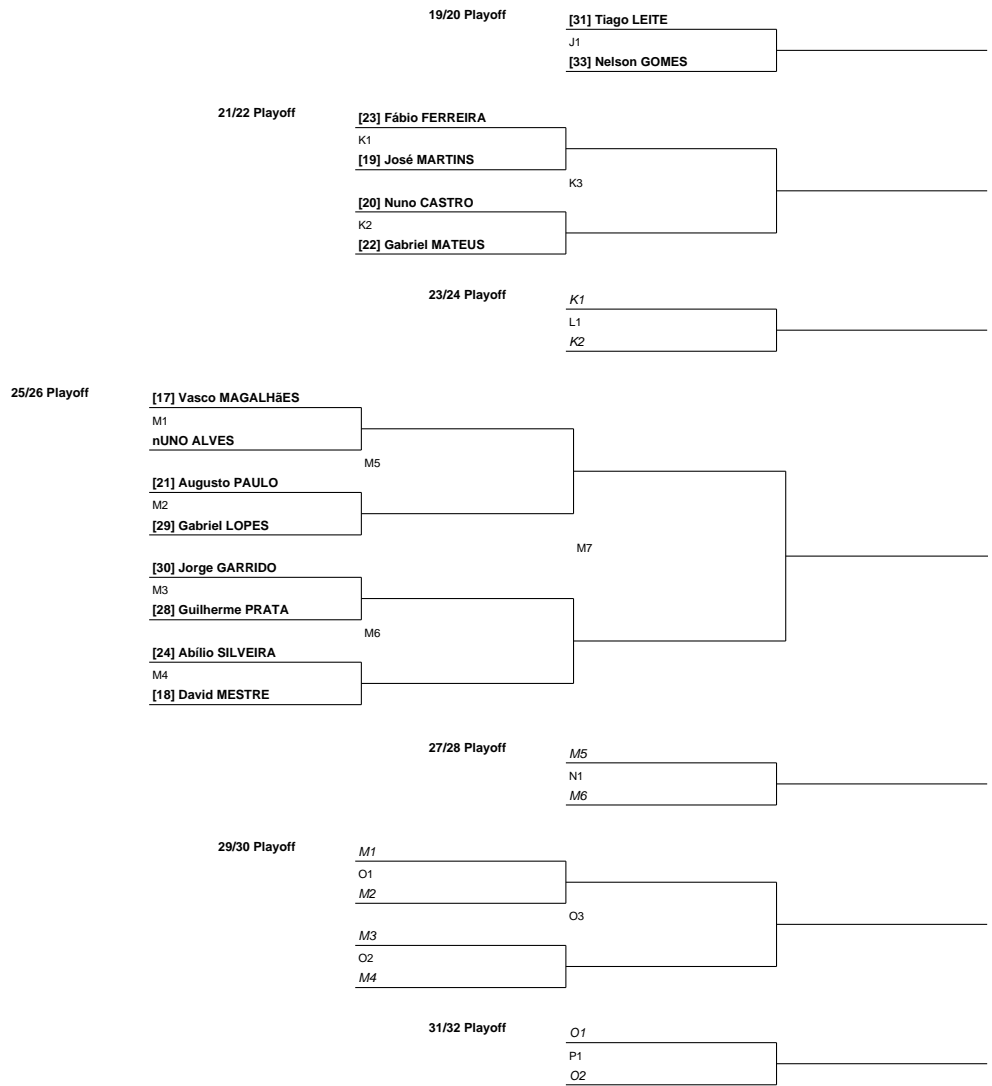 19/20 Playoff
[31] Tiago LEITE
J1
[33] Nelson GOMES
21/22 Playoff
[23] Fábio FERREIRA
K1
[19] José MARTINS
K3
[20] Nuno CASTRO
K2
[22] Gabriel MATEUS
23/24 Playoff
K1
L1
K2
25/26 Playoff
[17] Vasco MAGALHãES
M1
nUNO ALVES
M5
[21] Augusto PAULO
M2
[29] Gabriel LOPES
M7
[30] Jorge GARRIDO
M3
[28] Guilherme PRATA
M6
[24] Abílio SILVEIRA
M4
[18] David MESTRE
27/28 Playoff
M5
N1
M6
29/30 Playoff
M1
O1
M2
O3
M3
O2
M4
31/32 Playoff
O1
P1
O2